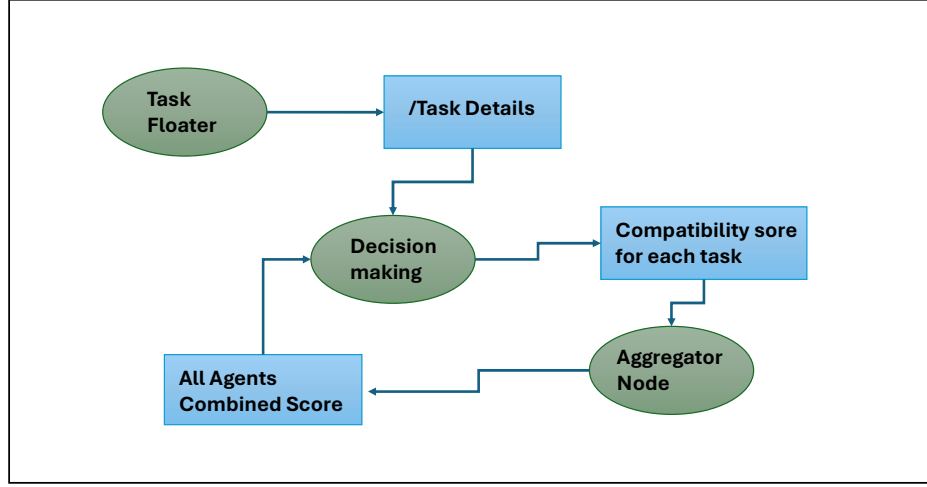 Task
Floater
/Task Details
Decision
making
Compatibility sore
for each task
Aggregator
Node
All Agents
Combined Score